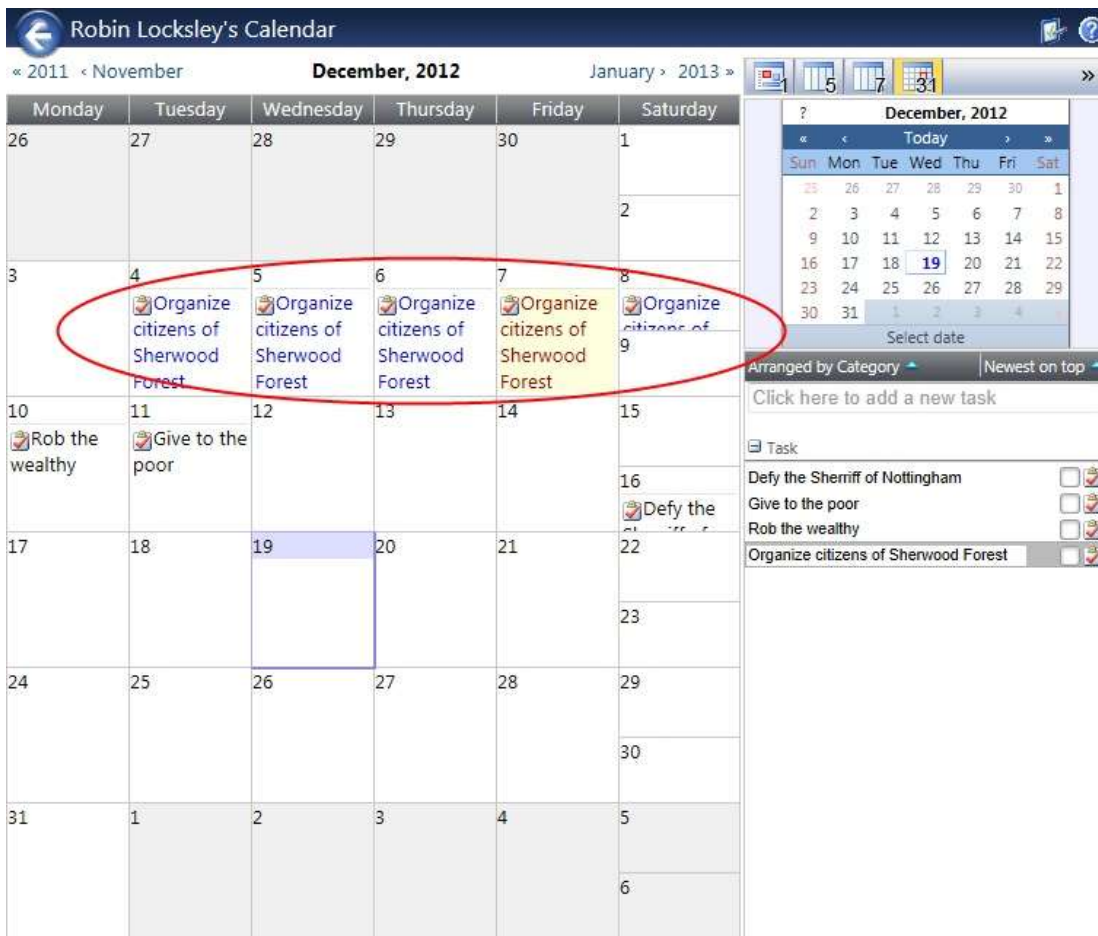 Robin Locksley's Calendar
« 2011 ‹ November December, 2012 January › 2013 »
Monday Tuesday Wednesday Thursday Friday Saturday
26 27 28 29 30 1
2
3 4 5 6 7 8
Organize Organize Organize Organize Organize
citizens of citizens of citizens of citizens of citizens of
Sherwood Sherwood Sherwood Sherwood
Forest Forest Forest Forest
9
10 11 12 13 14 15
Rob the Give to the
wealthy poor
16
Defy the
17 18 19 20 21 22
23
24 25 26 27 28 29
30
31 1 2 3 4 5
6
1 5 7 31 »
? December, 2012
« ‹ Today › »
Sun Mon Tue Wed Thu Fri Sat
25 26 27 28 29 30 1
2 3 4 5 6 7 8
9 10 11 12 13 14 15
16 17 18 19 20 21 22
23 24 25 26 27 28 29
30 31 1 2 3 4
Select date
Arranged by Category Newest on top
Click here to add a new task
Task
Defy the Sherriff of Nottingham
Give to the poor
Rob the wealthy
Organize citizens of Sherwood Forest